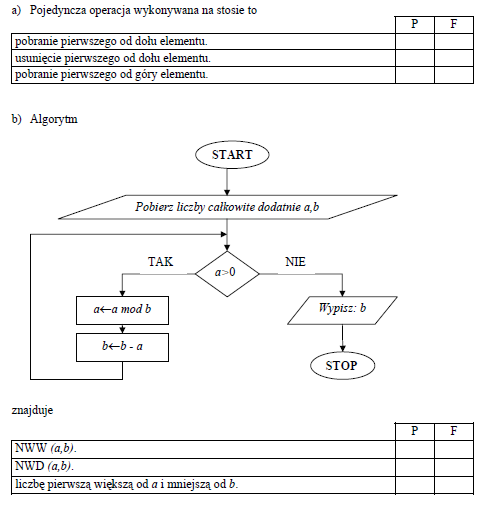 a) Pojedyncza operacja wykonywana na stosie to
P F
pobranie pierwszego od dołu elementu.
usunięcie pierwszego od dołu elementu.
pobranie pierwszego od góry elementu.
b) Algorytm
START
Pobierz liczby całkowite dodatnie a,b
TAK
a>0
NIE
a←a mod b
Wypisz: b
b←b - a
STOP
znajduje
P F
NWW (a,b).
NWD (a,b).
liczbę pierwszą większą od a i mniejszą od b.